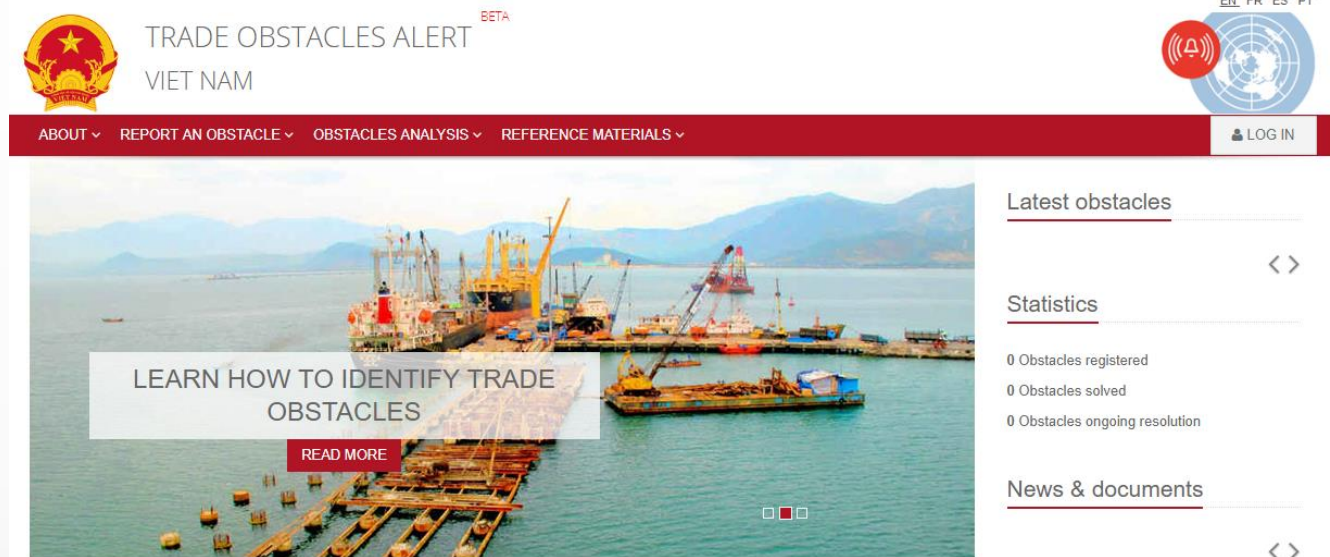 EN FR ES PT
TRADE OBSTACLES ALERT BETA
VIET NAM
VIET NAM
ABOUT REPORT AN OBSTACLE OBSTACLES ANALYSIS REFERENCE MATERIALS LOG IN
LEARN HOW TO IDENTIFY TRADE
OBSTACLES
READ MORE
Latest obstacles
Statistics
0 Obstacles registered
0 Obstacles solved
0 Obstacles ongoing resolution
News & documents